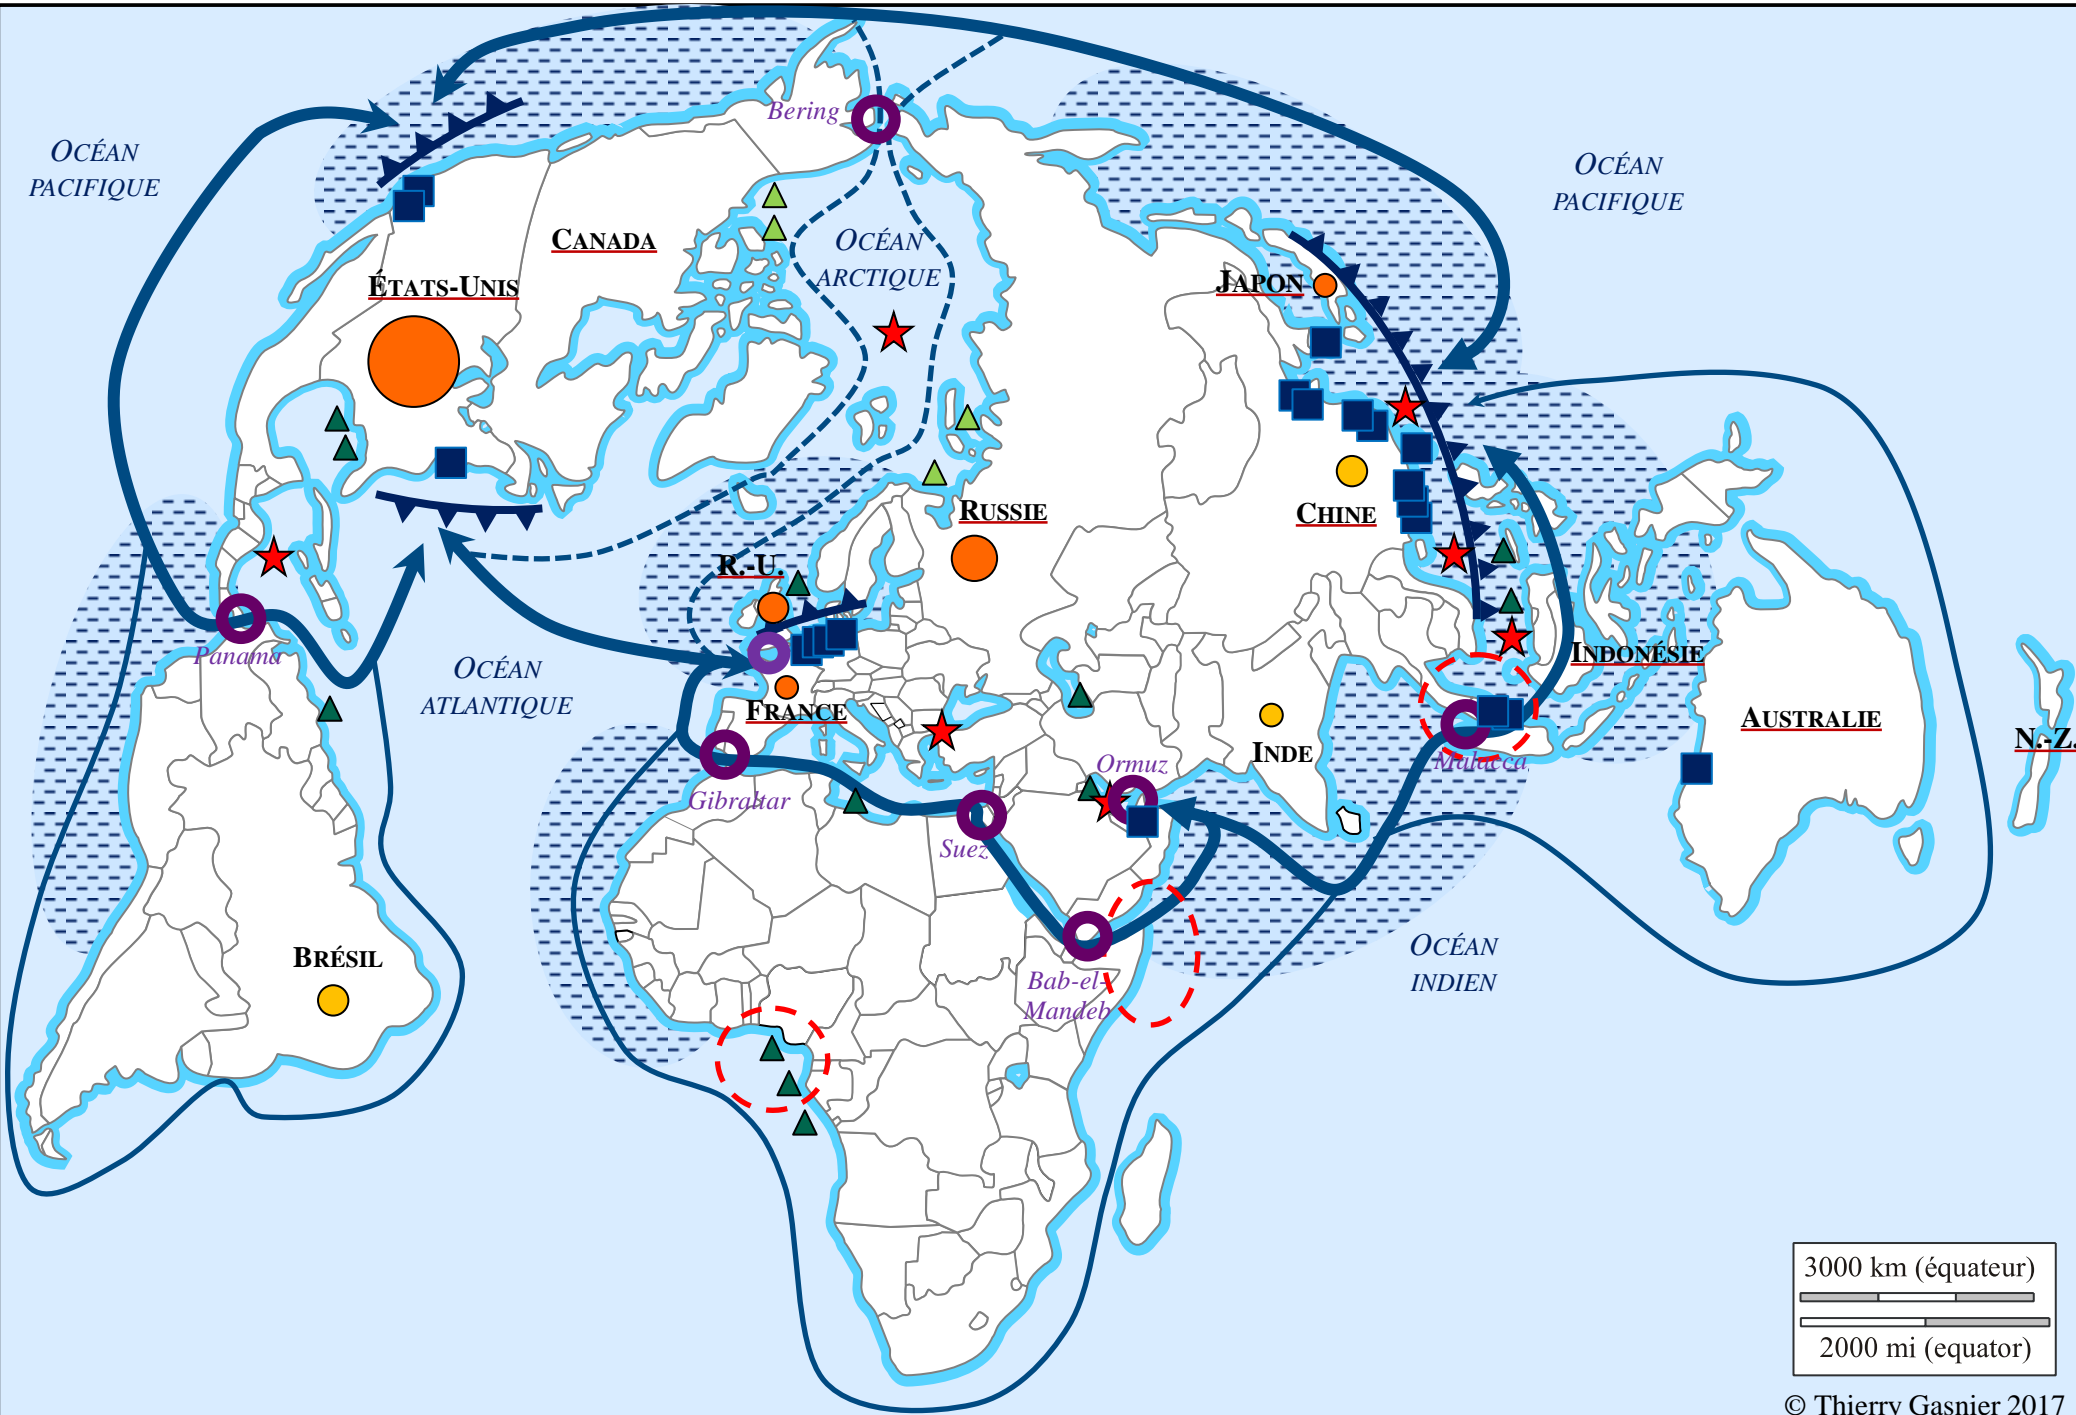 Bering
OCÉAN
PACIFIQUE
OCÉAN
PACIFIQUE
CANADA
OCÉAN
ARCTIQUE
ÉTATS-UNIS
JAPON
RUSSIE
CHINE
R.-U.
Panama
OCÉAN
ATLANTIQUE
INDONÉSIE
FRANCE
AUSTRALIE
N.-Z.
INDE
Ormuz
Malacca
Gibraltar
Suez
BRÉSIL
OCÉAN
INDIEN
Bab-el-
Mandeb
3000 km (équateur)
2000 mi (equator)
© Thierry Gasnier 2017